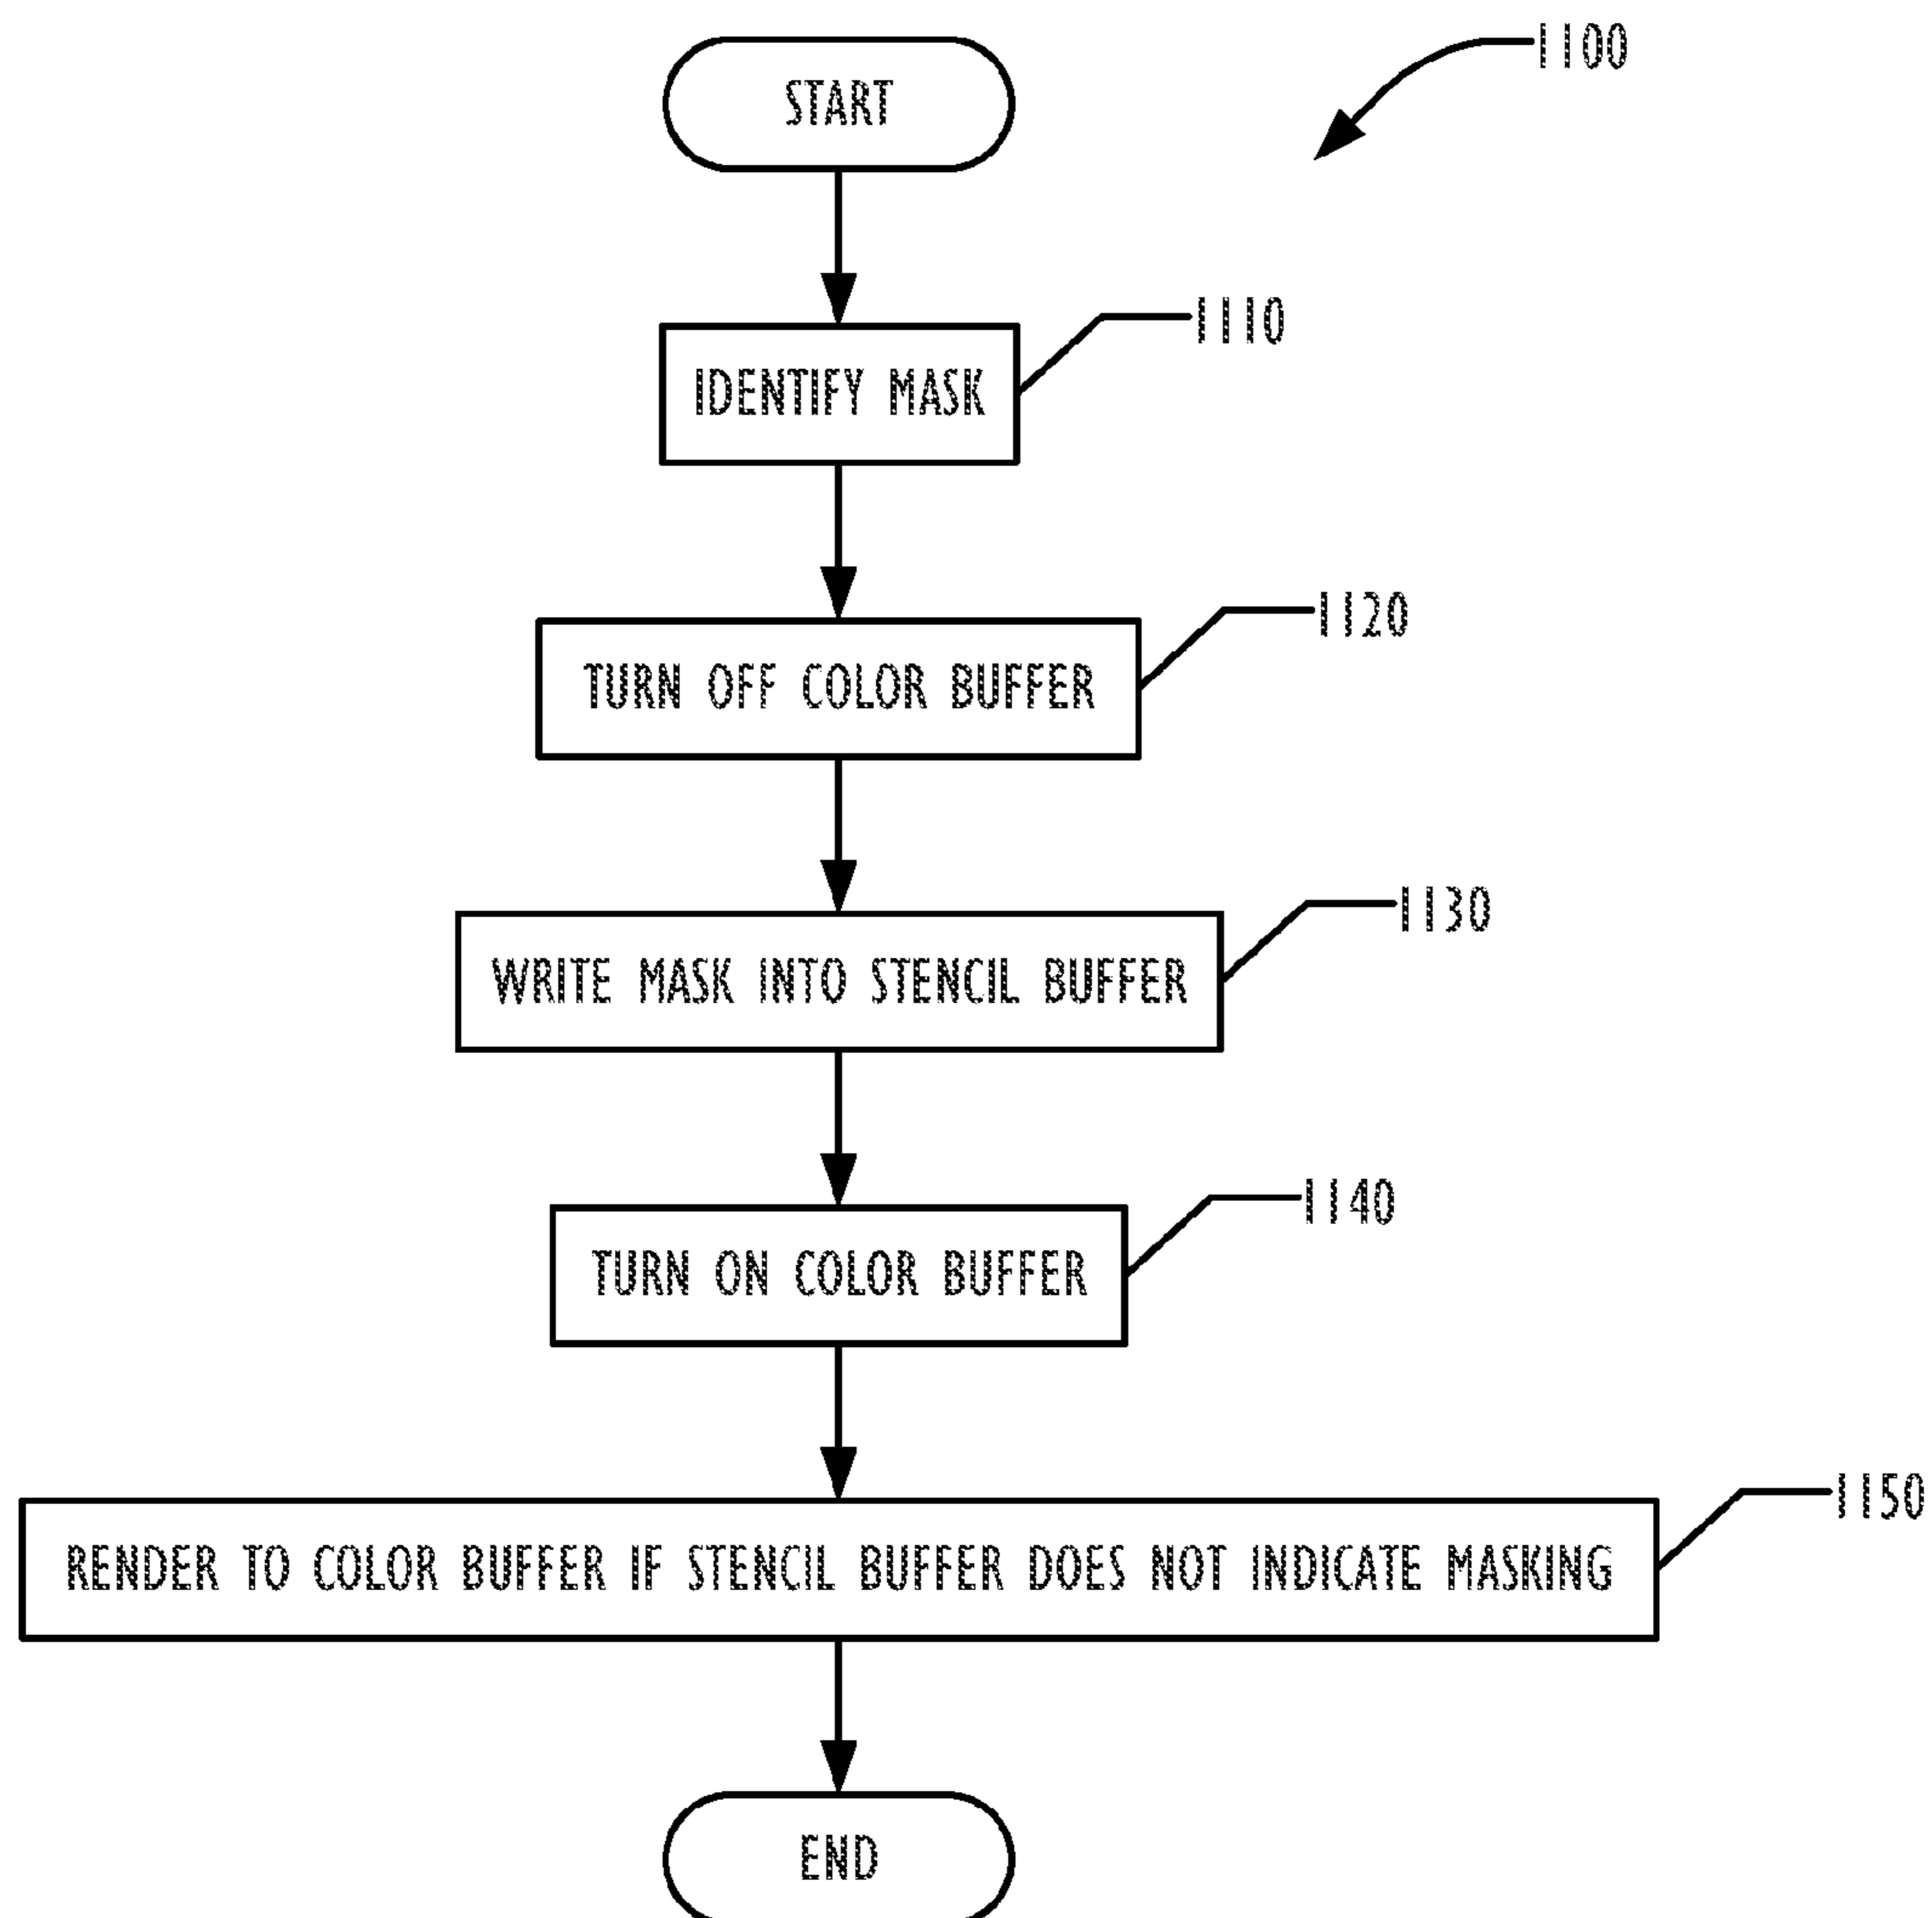 1100
START
1110
IDENTIFY MASK
1120
TURN OFF COLOR BUFFER
1130
WRITE MASK INTO STENCIL BUFFER
1140
TURN ON COLOR BUFFER
1150
RENDER TO COLOR BUFFER IF STENCIL BUFFER DOES NOT INDICATE MASKING
END